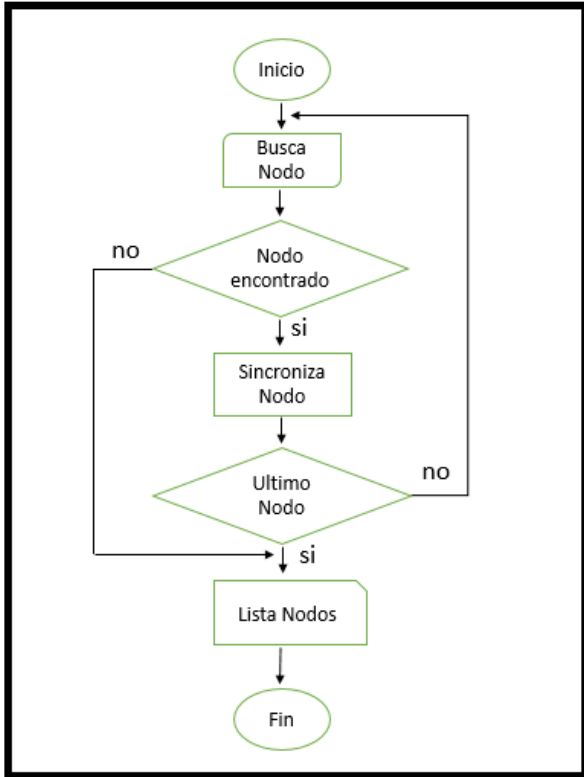 Inicio
Busca
Nodo
no
Nodo
encontrado
si
Sincroniza
Nodo
no
Ultimo
Nodo
si
Lista Nodos
Fin